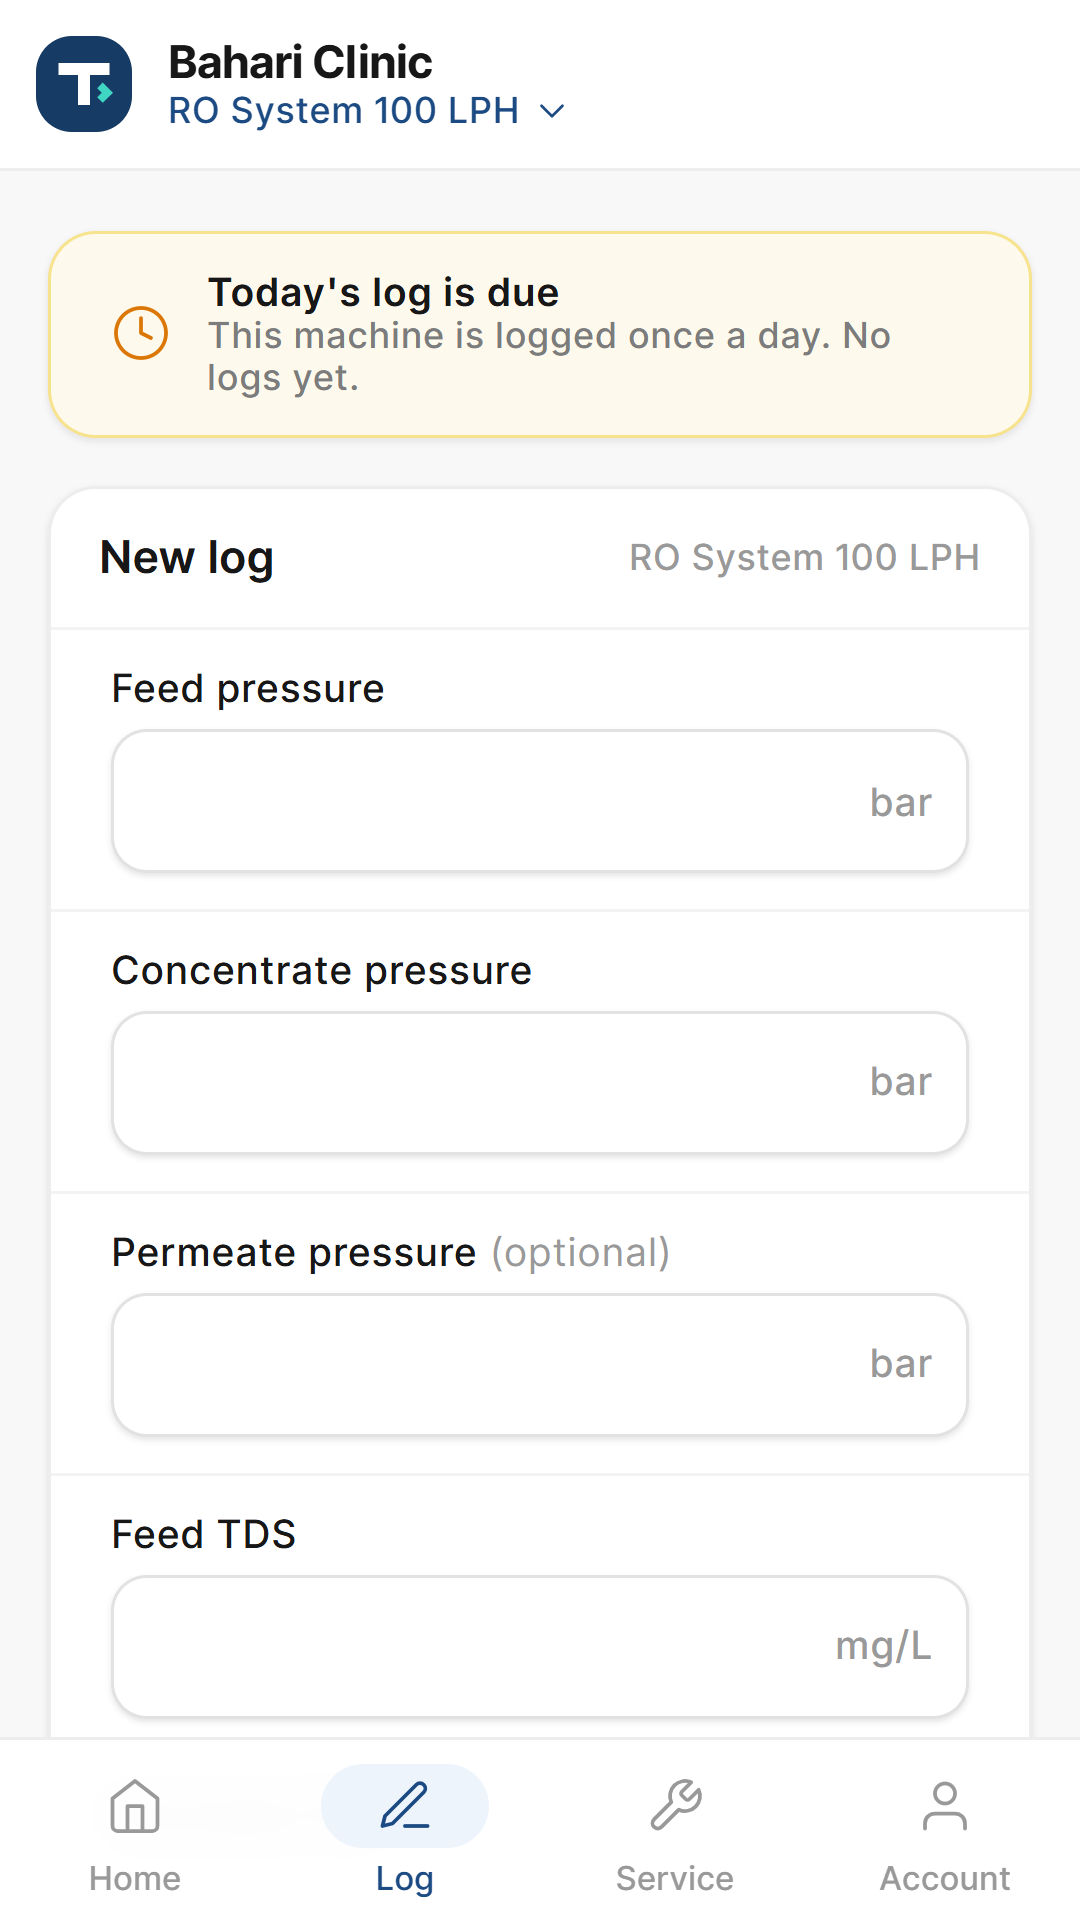 Bahari Clinic
RO System 100 LPH
Today's log is due
This machine is logged once a day. No
logs yet.
New log
RO System 100 LPH
Feed pressure
bar
Concentrate pressure
bar
Permeate pressure (optional)
bar
Feed TDS
mg/L
Home
Log
Service
Account